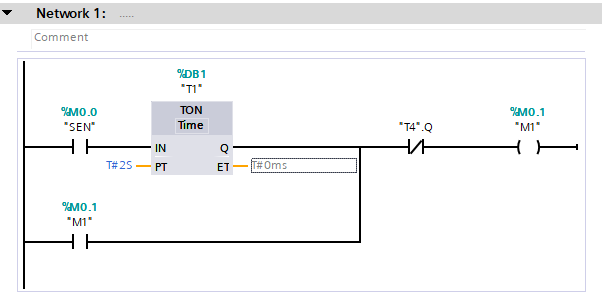 Network 1: .....
Comment
%DB1
"T1"
%M0.0
"SEN"
TON
Time
"T4".Q
%M0.1
"M1"
IN
Q
T#2S
PT
ET
T#0ms
%M0.1
"M1"